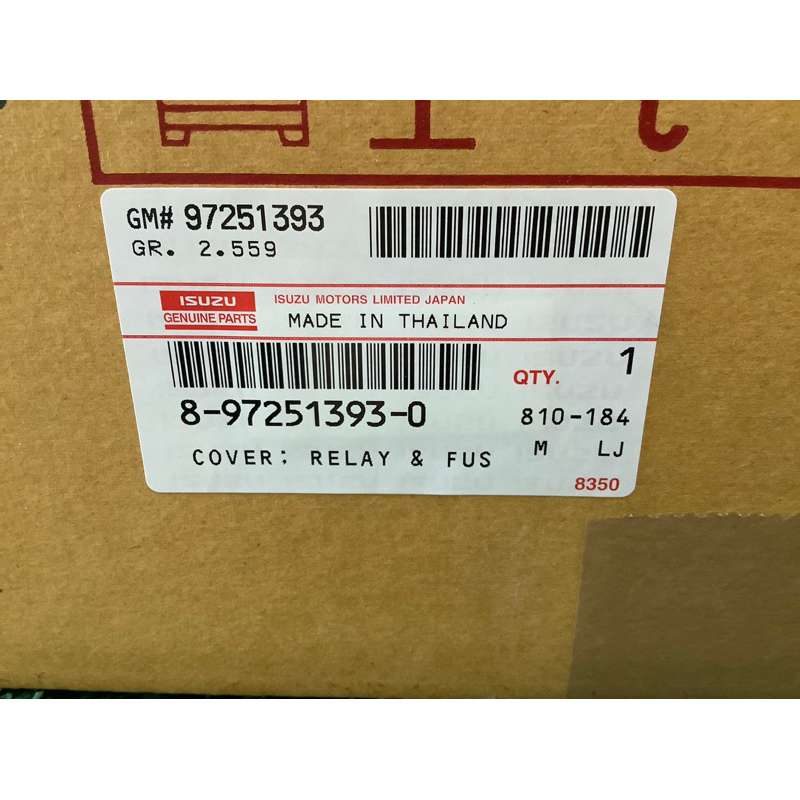 GM# 97251393
GR. 2.559
ISUZU
GENUINE PARTS
ISUZU MOTORS LIMITED JAPAN
MADE IN THAILAND
QTY. 1
8-97251393-0
810-184
COVER; RELAY & FUS
M LJ
8350